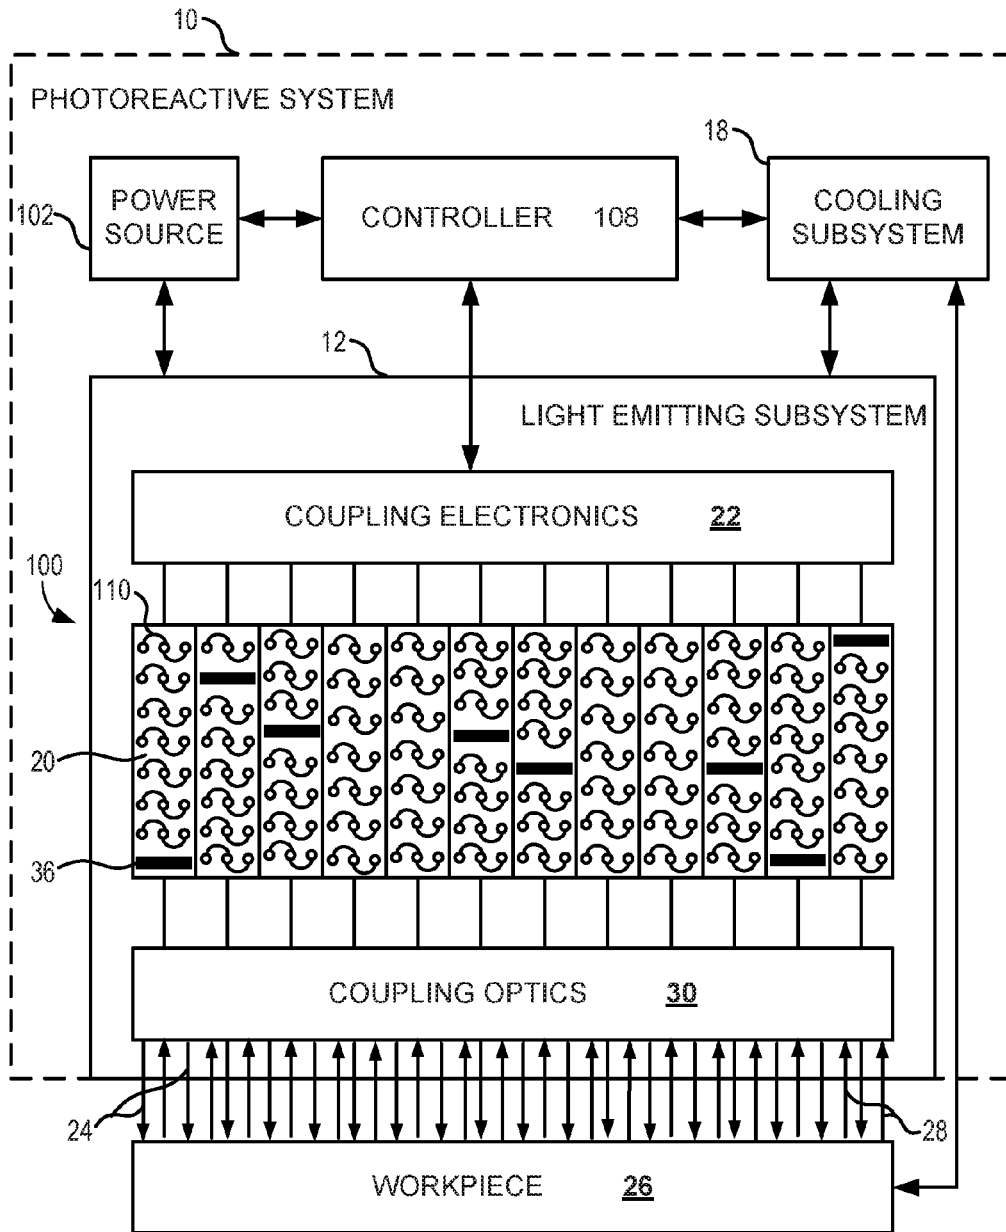 10
PHOTOREACTIVE SYSTEM
18
POWER
SOURCE
102
CONTROLLER 108
COOLING
SUBSYSTEM
12
LIGHT EMITTING SUBSYSTEM
COUPLING ELECTRONICS 22
100
110
20
36
COUPLING OPTICS 30
24
28
WORKPIECE 26